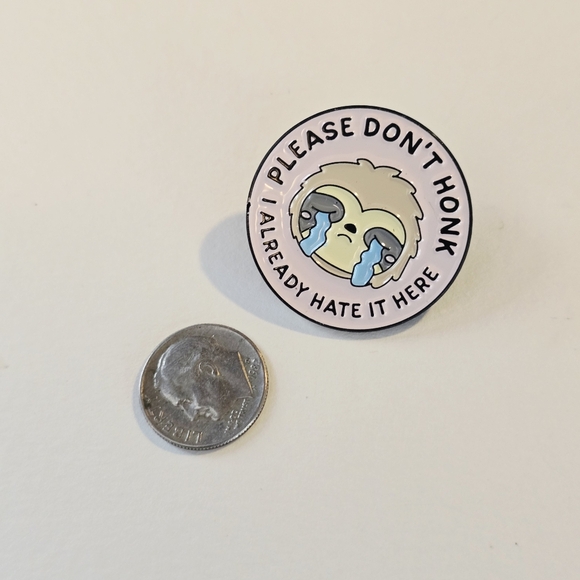 PLEASE DON'T HONK
I ALREADY HATE IT HERE
LIBERTY